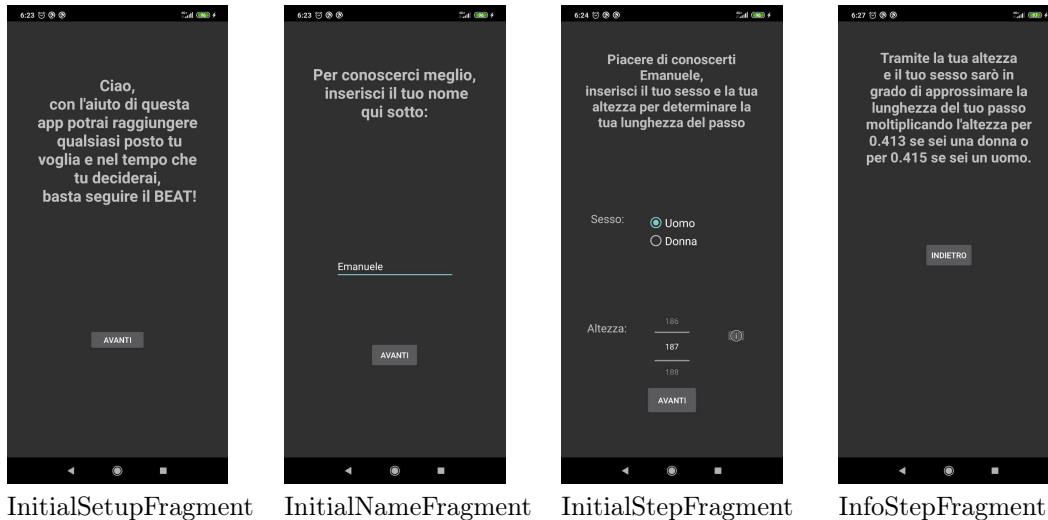 6:23
Ciao,
con l'aiuto di questa
app potrai raggiungere
qualsiasi posto tu
voglia e nel tempo che
tu deciderai,
basta seguire il BEAT!
AVANTI
InitialSetupFragment
6:23
Per conoscerci meglio,
inserisci il tuo nome
qui sotto:
Emanuele
AVANTI
InitialNameFragment
6:24
Piacere di conoscerti
Emanuele,
inserisci il tuo sesso e la tua
altezza per determinare la
tua lunghezza del passo
Sesso:
Uomo
Donna
Altezza:
186
187
188
AVANTI
InitialStepFragment
6:27
Tramite la tua altezza
e il tuo sesso sarò in
grado di approssimare la
lunghezza del tuo passo
moltiplicando l'altezza per
0.413 se sei una donna o
per 0.415 se sei un uomo.
INDIETRO
InfoStepFragment